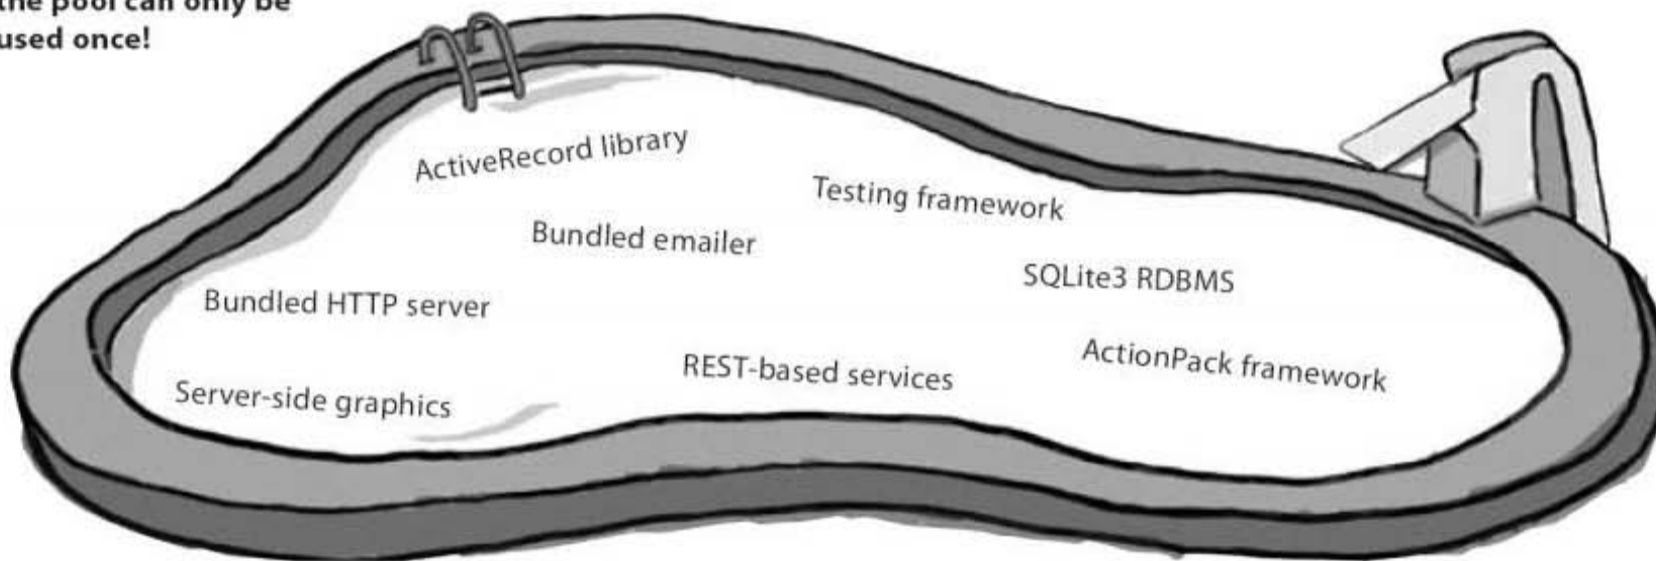 the pool can only be
used once!
ActiveRecord library
Testing framework
Bundled emailer
SQLite3 RDBMS
Bundled HTTP server
ActionPack framework
REST-based services
Server-side graphics